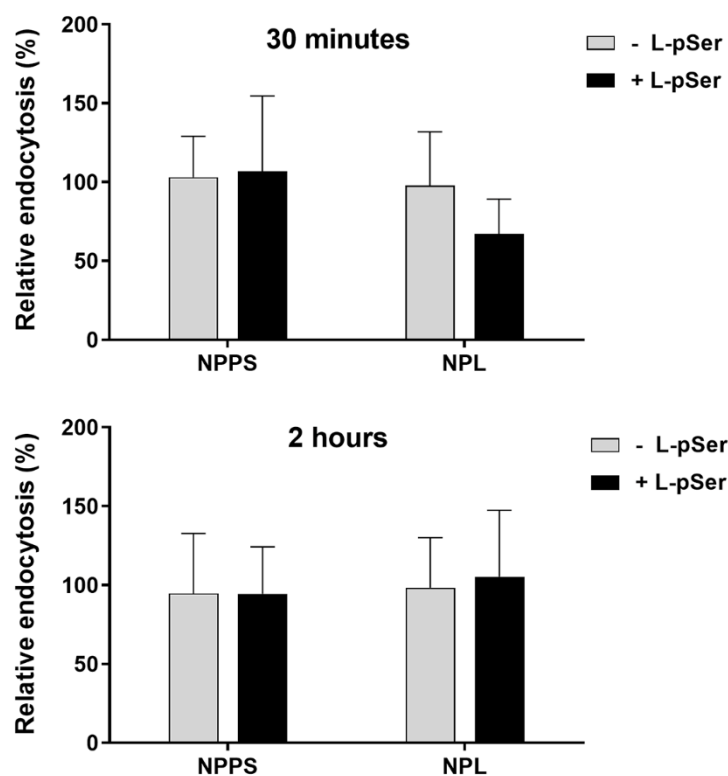 30 minutes
- L-pSer
+ L-pSer
Relative endocytosis (%)
200
150
100
50
0
NPPS NPL
2 hours
- L-pSer
+ L-pSer
Relative endocytosis (%)
200
150
100
50
0
NPPS NPL